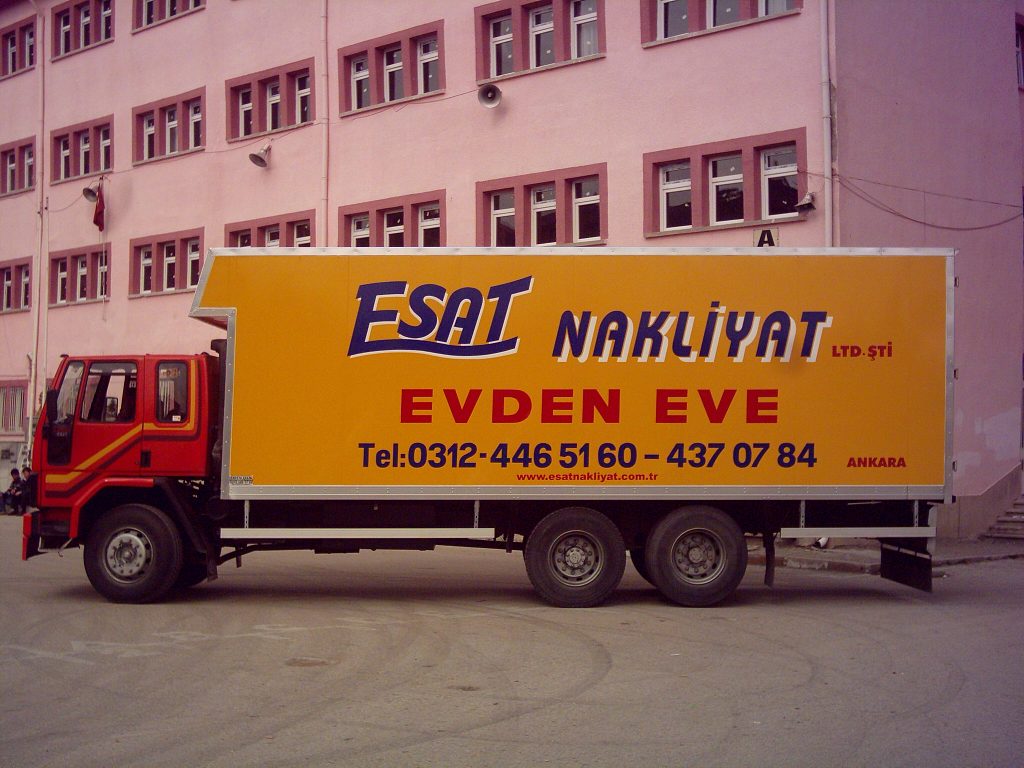 A
ESAT NAKLİYAT LTD.ŞTİ
EVDEN EVE
Tel:0312-446 51 60 – 437 07 84
ANKARA
www.esatnakliyat.com.tr